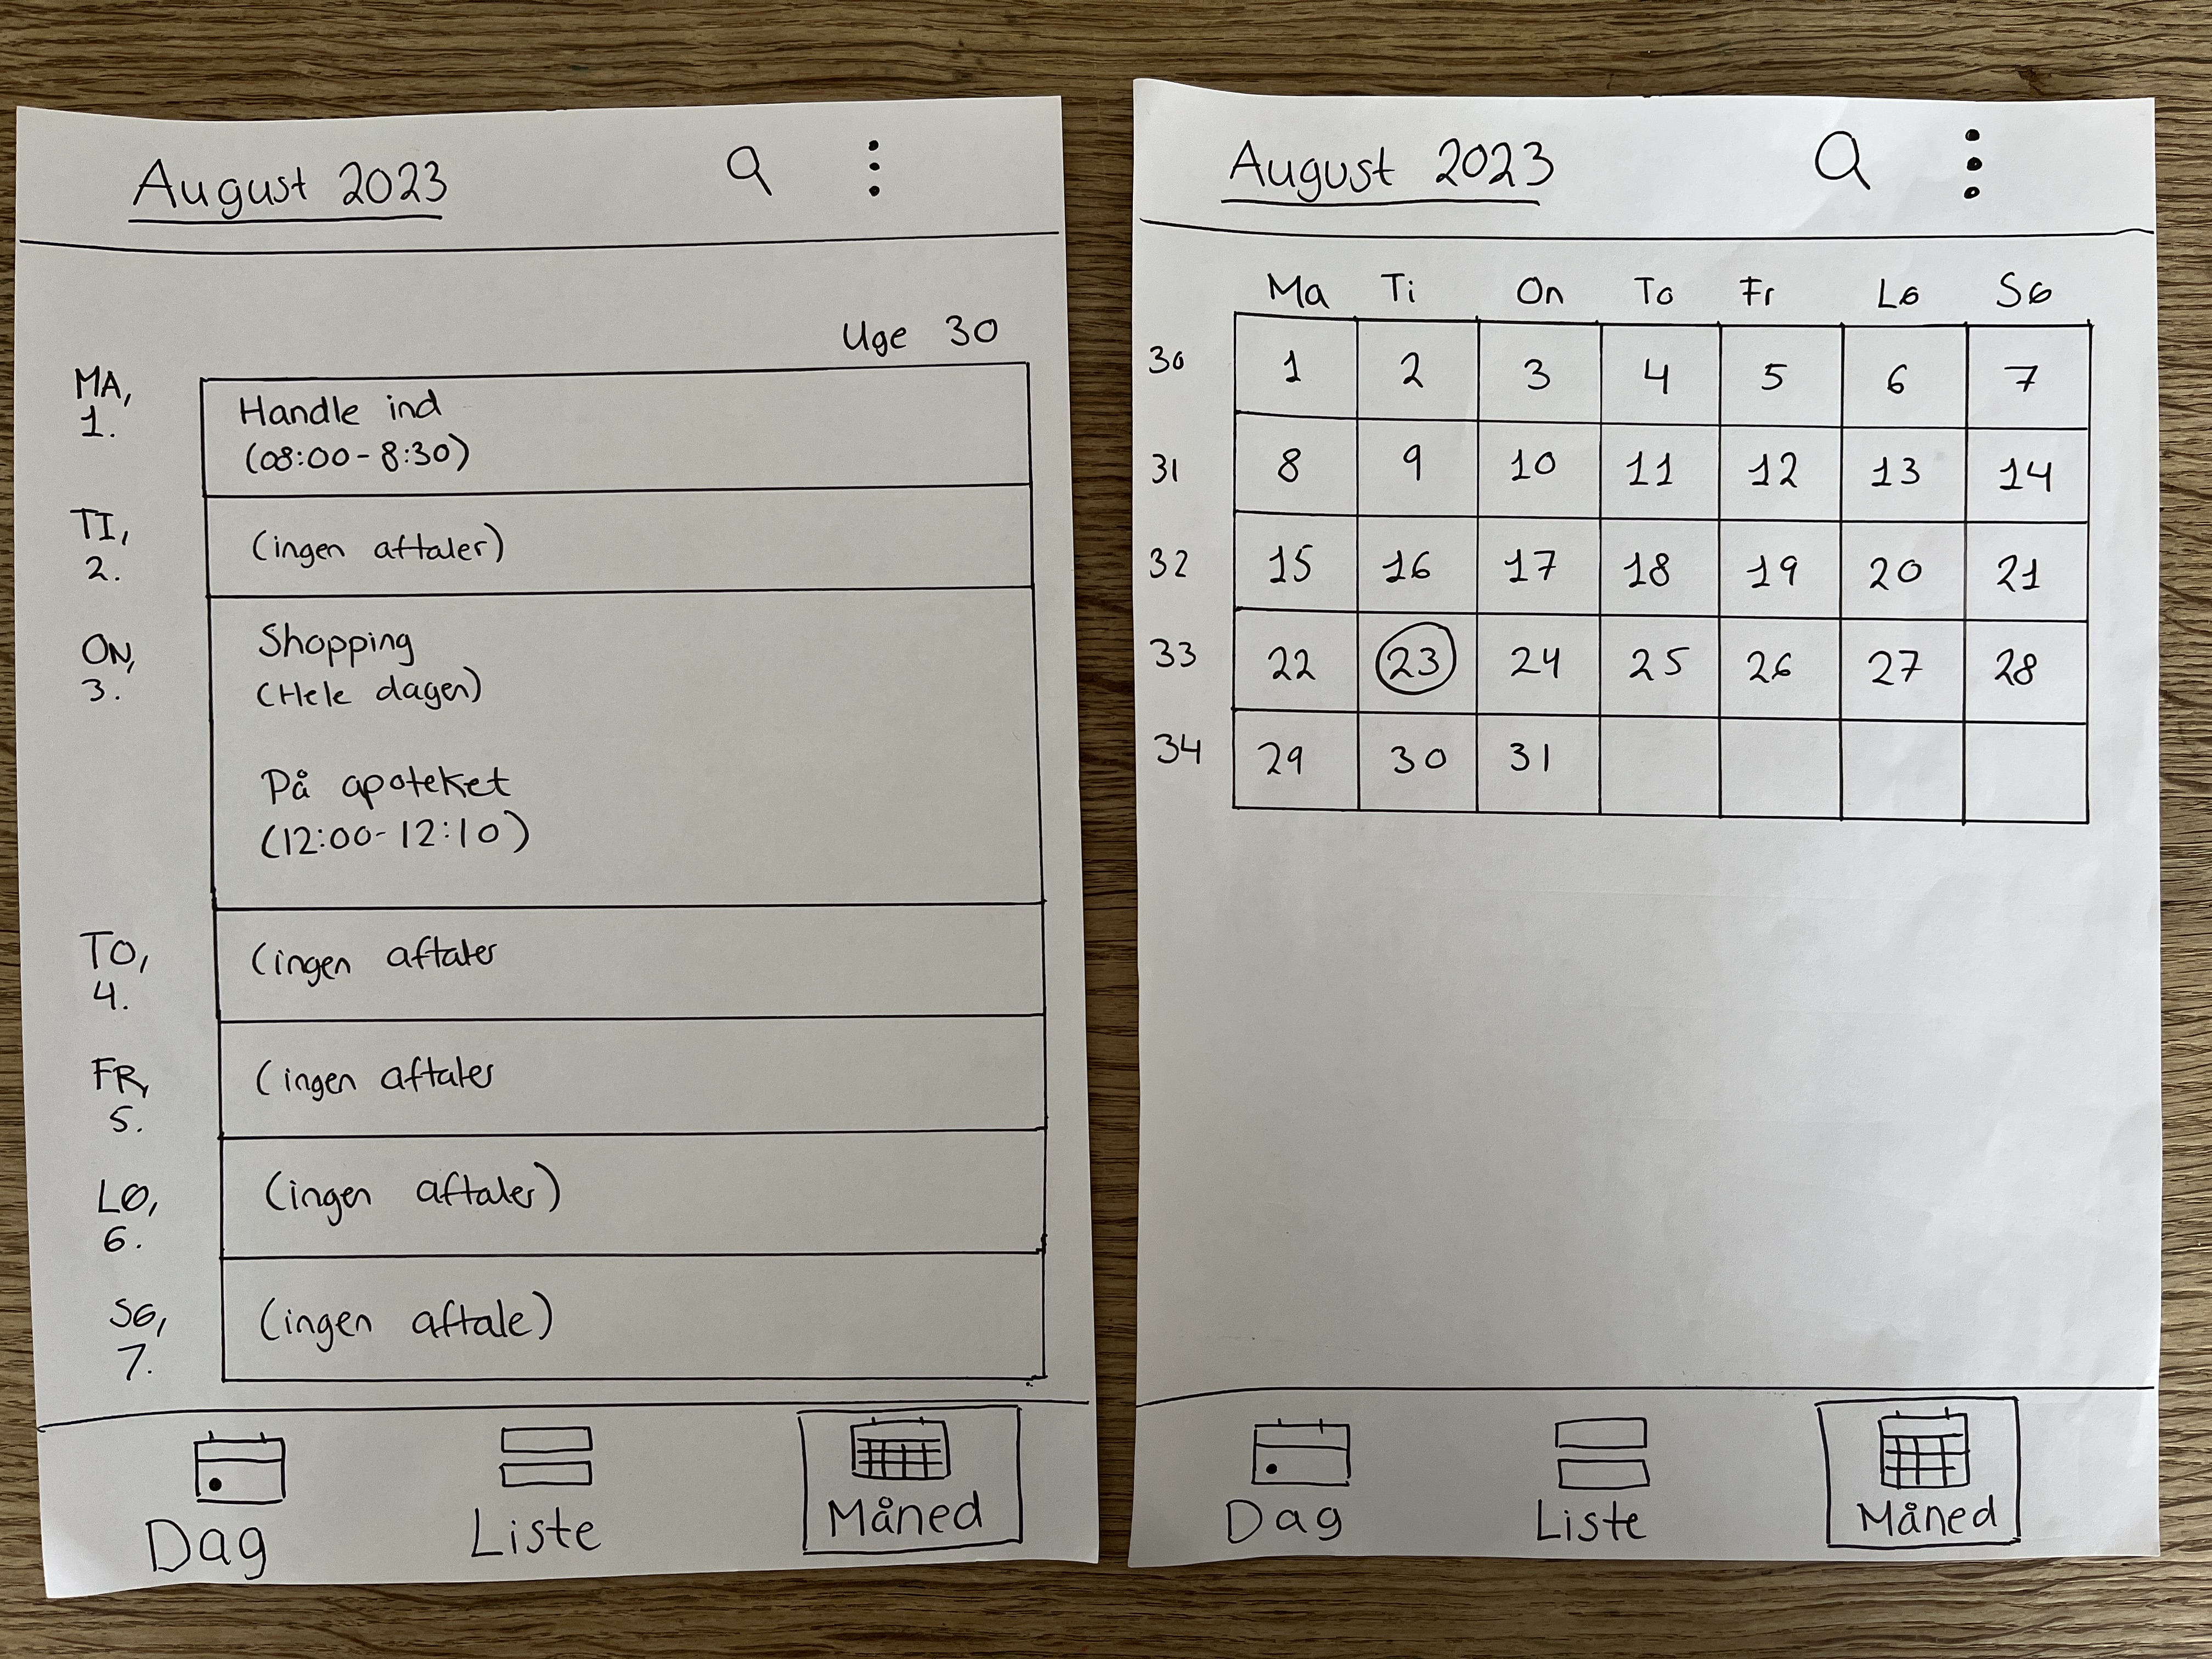 August 2023
Uge 30
MA,
1.
Handle ind
(08:00-8:30)
TI,
2.
(ingen aftaler)
ON,
3.
Shopping
(Hele dagen)
På apoteket
(12:00-12:10)
TO,
4.
(ingen aftaler
FR,
5.
(ingen aftaler
LØ,
6.
(ingen aftaler)
SØ,
7.
(ingen aftale)
Dag Liste Måned
August 2023
Ma Ti On To Fr Lø Sø
30 1 2 3 4 5 6 7
31 8 9 10 11 12 13 14
32 15 16 17 18 19 20 21
33 22 23 24 25 26 27 28
34 29 30 31
Dag Liste Måned